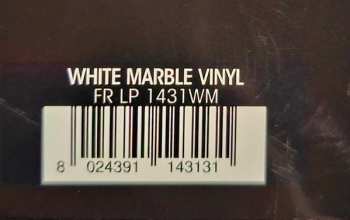 WHITE MARBLE VINYL
FR LP 1431WM
8 024391 143131